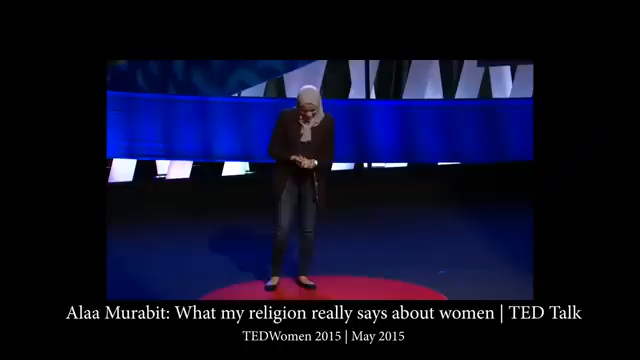 Alaa Murabit: What my religion really says about women | TED Talk
TEDWomen 2015 | May 2015